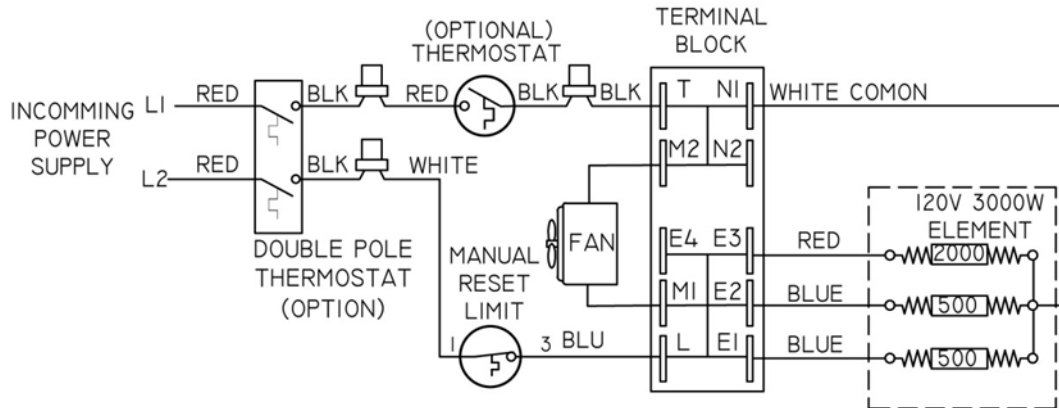 (OPTIONAL)
THERMOSTAT
TERMINAL
BLOCK
INCOMMING
POWER
SUPPLY
L1
RED
BLK
RED
BLK
BLK
T
N1
WHITE COMON
L2
RED
BLK
WHITE
M2
N2
DOUBLE POLE
THERMOSTAT
(OPTION)
MANUAL
RESET
LIMIT
FAN
E4
E3
RED
120V 3000W
ELEMENT
2000
M1
E2
BLUE
500
1
3
BLU
L
E1
BLUE
500